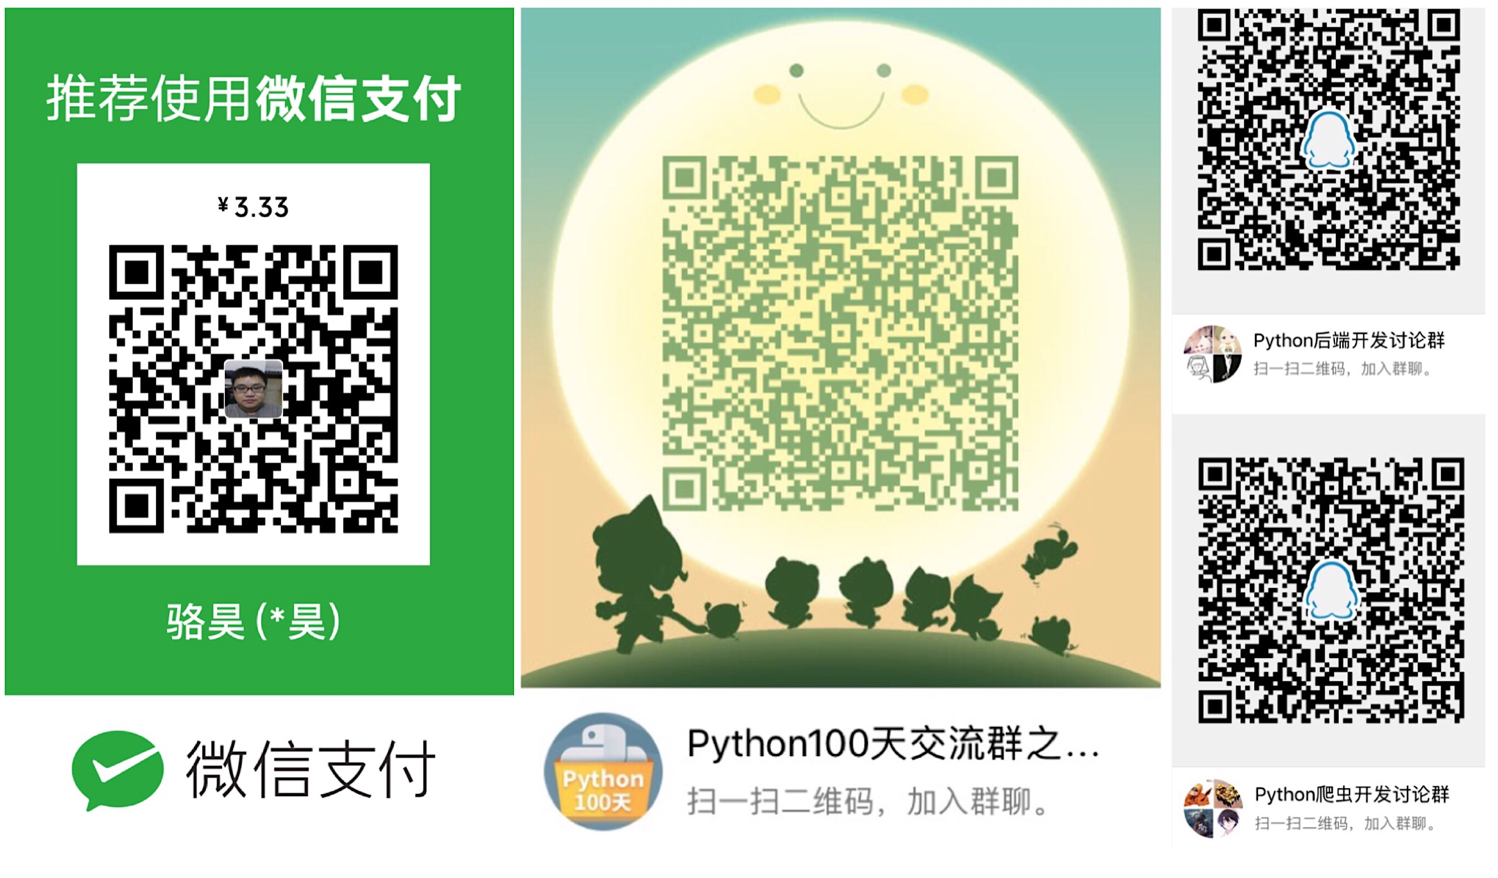 推荐使用微信支付
¥3.33
骆昊(*昊)
微信支付
Python
100天
Python100天交流群之...
扫一扫二维码，加入群聊。
Python后端开发讨论群
扫一扫二维码，加入群聊。
Python爬虫开发讨论群
扫一扫二维码，加入群聊。